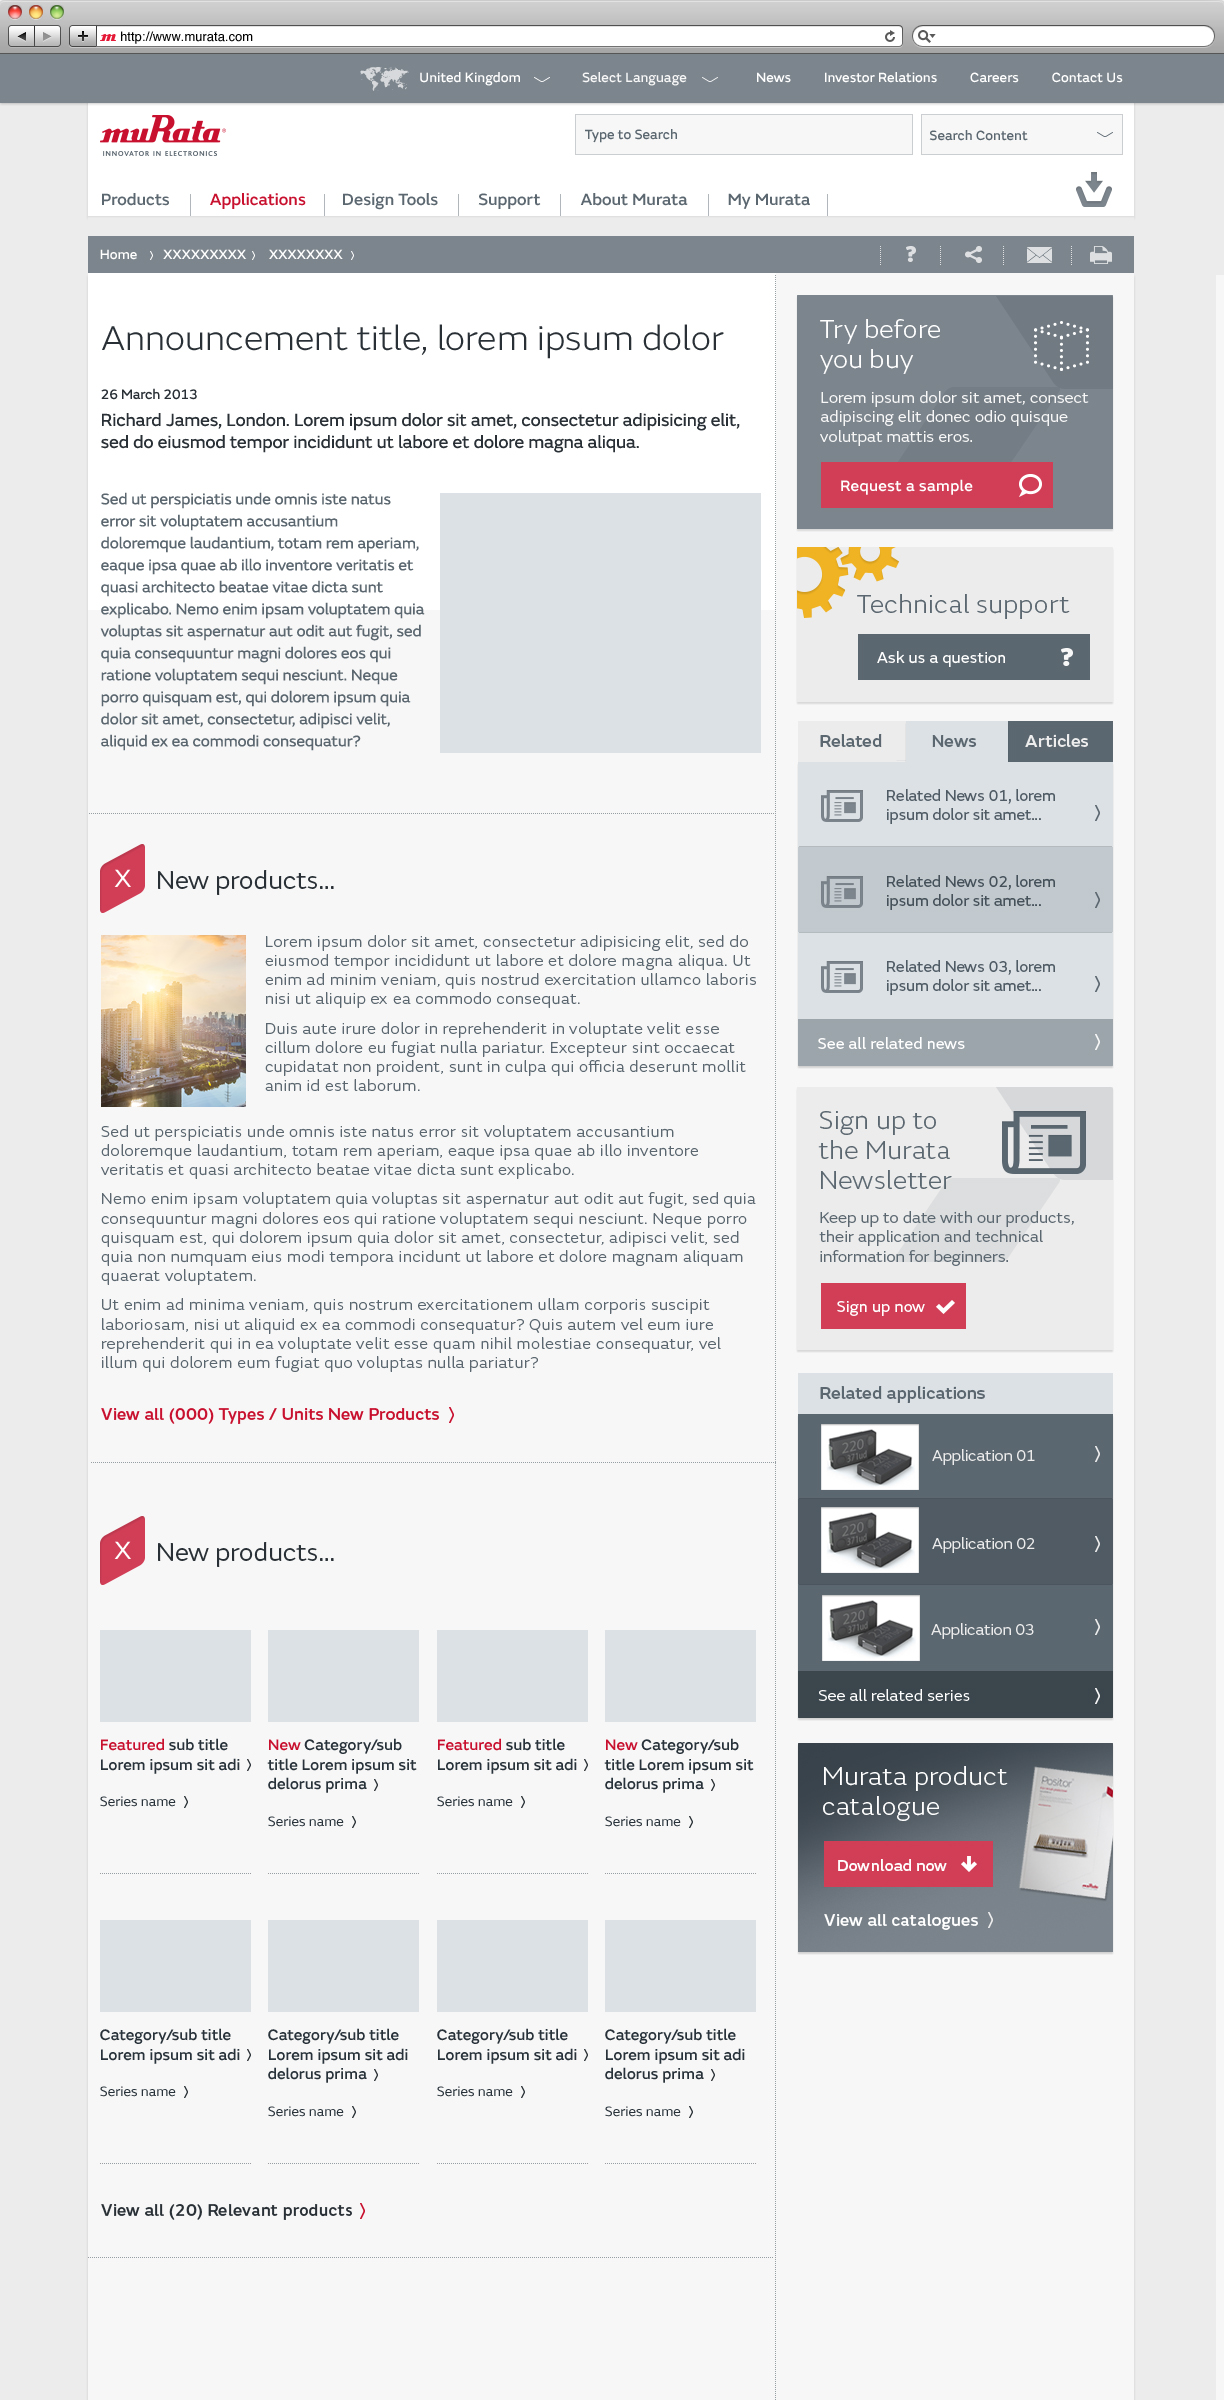 http://www.murata.com
United Kingdom
Select Language
News
Investor Relations
Careers
Contact Us
muRata
INNOVATOR IN ELECTRONICS
Type to Search
Search Content
Products
Applications
Design Tools
Support
About Murata
My Murata
Home 〉 XXXXXXXXX 〉 XXXXXXXX 〉
Announcement title, lorem ipsum dolor
26 March 2013
Richard James, London. Lorem ipsum dolor sit amet, consectetur adipisicing elit,
sed do eiusmod tempor incididunt ut labore et dolore magna aliqua.
Sed ut perspiciatis unde omnis iste natus
error sit voluptatem accusantium
doloremque laudantium, totam rem aperiam,
eaque ipsa quae ab illo inventore veritatis et
quasi architecto beatae vitae dicta sunt
explicabo. Nemo enim ipsam voluptatem quia
voluptas sit aspernatur aut odit aut fugit, sed
quia consequuntur magni dolores eos qui
ratione voluptatem sequi nesciunt. Neque
porro quisquam est, qui dolorem ipsum quia
dolor sit amet, consectetur, adipisci velit,
aliquid ex ea commodi consequatur?
X
New products...
Lorem ipsum dolor sit amet, consectetur adipisicing elit, sed do
eiusmod tempor incididunt ut labore et dolore magna aliqua. Ut
enim ad minim veniam, quis nostrud exercitation ullamco laboris
nisi ut aliquip ex ea commodo consequat.
Duis aute irure dolor in reprehenderit in voluptate velit esse
cillum dolore eu fugiat nulla pariatur. Excepteur sint occaecat
cupidatat non proident, sunt in culpa qui officia deserunt mollit
anim id est laborum.
Sed ut perspiciatis unde omnis iste natus error sit voluptatem accusantium
doloremque laudantium, totam rem aperiam, eaque ipsa quae ab illo inventore
veritatis et quasi architecto beatae vitae dicta sunt explicabo.
Nemo enim ipsam voluptatem quia voluptas sit aspernatur aut odit aut fugit, sed quia
consequuntur magni dolores eos qui ratione voluptatem sequi nesciunt. Neque porro
quisquam est, qui dolorem ipsum quia dolor sit amet, consectetur, adipisci velit, sed
quia non numquam eius modi tempora incidunt ut labore et dolore magnam aliquam
quaerat voluptatem.
Ut enim ad minima veniam, quis nostrum exercitationem ullam corporis suscipit
laboriosam, nisi ut aliquid ex ea commodi consequatur? Quis autem vel eum iure
reprehenderit qui in ea voluptate velit esse quam nihil molestiae consequatur, vel
illum qui dolorem eum fugiat quo voluptas nulla pariatur?
View all (000) Types / Units New Products 〉
X
New products...
Featured sub title
Lorem ipsum sit adi 〉
Series name 〉
New Category/sub
title Lorem ipsum sit
delorus prima 〉
Series name 〉
Featured sub title
Lorem ipsum sit adi 〉
Series name 〉
New Category/sub
title Lorem ipsum sit
delorus prima 〉
Series name 〉
Category/sub title
Lorem ipsum sit adi 〉
Series name 〉
Category/sub title
Lorem ipsum sit adi
delorus prima 〉
Series name 〉
Category/sub title
Lorem ipsum sit adi 〉
Series name 〉
Category/sub title
Lorem ipsum sit adi
delorus prima 〉
Series name 〉
View all (20) Relevant products 〉
Try before
you buy
Lorem ipsum dolor sit amet, consect
adipiscing elit donec odio quisque
volutpat mattis eros.
Request a sample
Technical support
Ask us a question ?
Related
News
Articles
Related News 01, lorem
ipsum dolor sit amet...
Related News 02, lorem
ipsum dolor sit amet...
Related News 03, lorem
ipsum dolor sit amet...
See all related news
Sign up to
the Murata
Newsletter
Keep up to date with our products,
their application and technical
information for beginners.
Sign up now
Related applications
220
371ud
Application 01
220
371ud
Application 02
220
371ud
Application 03
See all related series
Murata product
catalogue
Positor
muRata
Download now
View all catalogues 〉